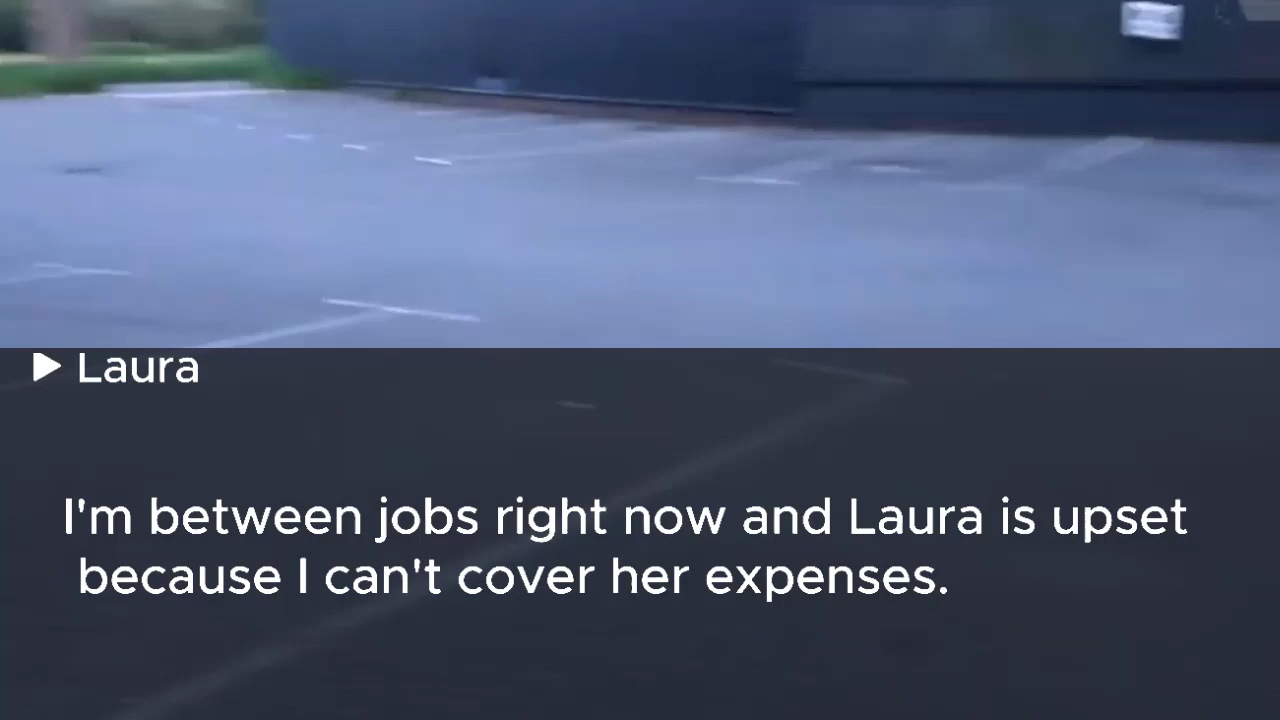 Laura
I'm between jobs right now and Laura is upset
because I can't cover her expenses.